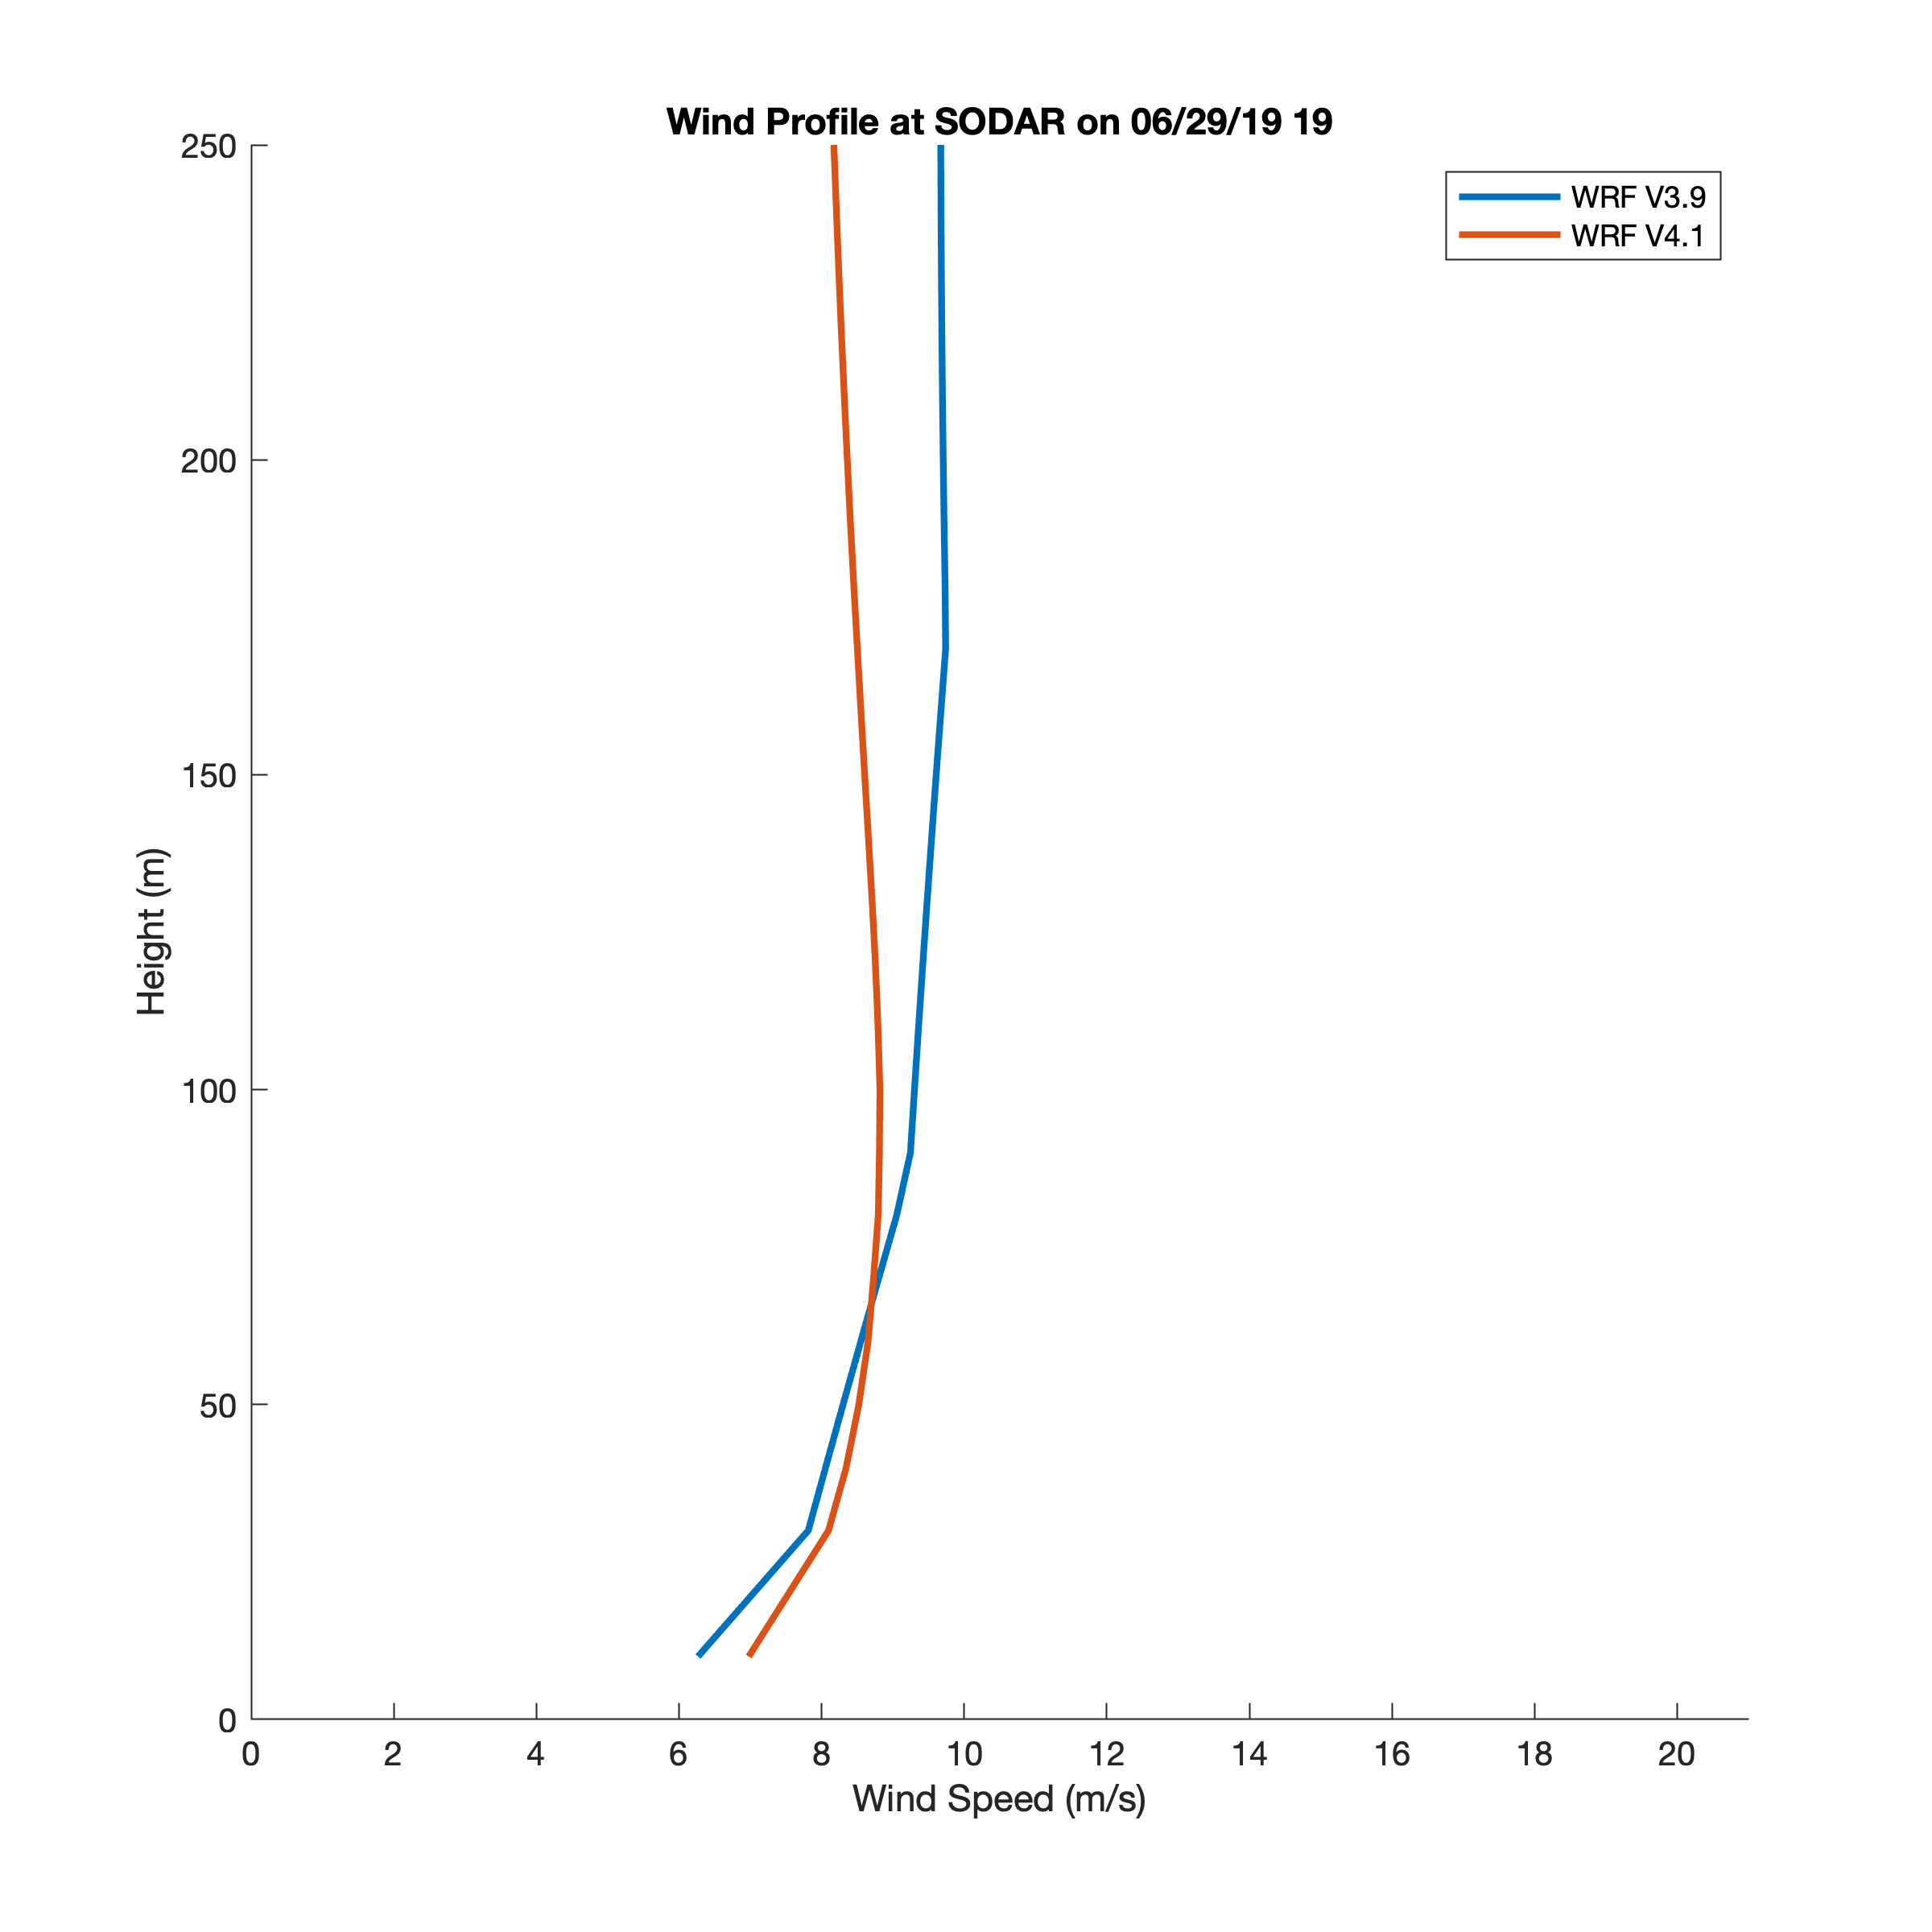 Wind Profile at SODAR on 06/29/19 19
250
200
150
100
50
0
Height (m)
WRF V3.9
WRF V4.1
0 2 4 6 8 10 12 14 16 18 20
Wind Speed (m/s)